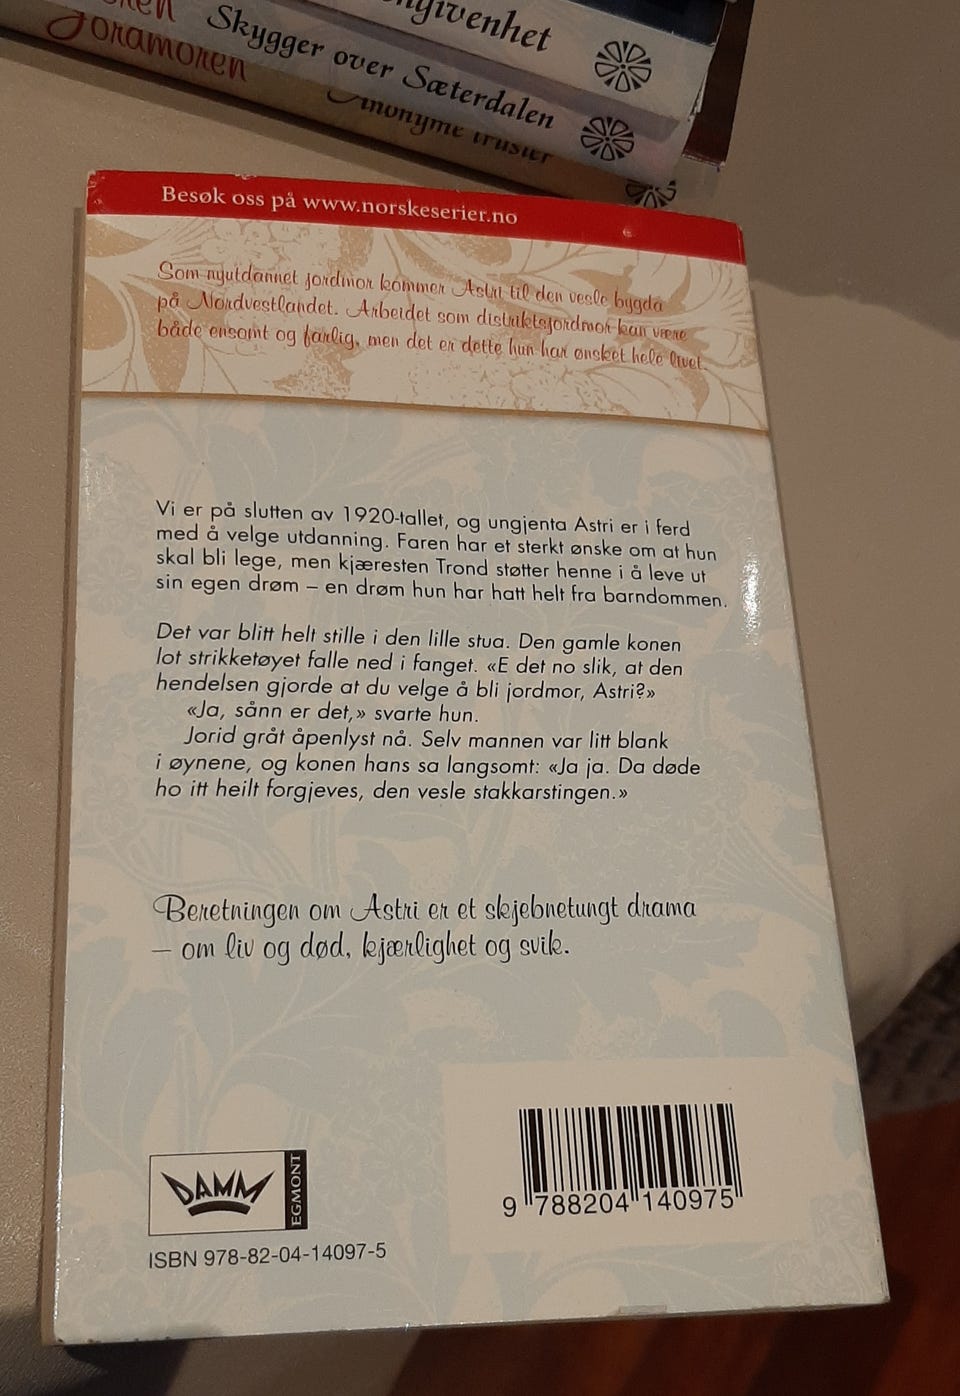 givenhet
Skygger over Sæterdalen
Joramoren
Anonyme trusler
Besøk oss på www.norskeserier.no
Som nyutdannet jordmor kommer Astri til den vesle bygda
på Nordvestlandet. Arbeidet som distriktsjordmor kan være
både ensomt og farlig, men det er dette hun har ønsket hele livet.
Vi er på slutten av 1920-tallet, og ungjenta Astri er i ferd
med å velge utdanning. Faren har et sterkt ønske om at hun
skal bli lege, men kjæresten Trond støtter henne i å leve ut
sin egen drøm – en drøm hun har hatt helt fra barndommen.
Det var blitt helt stille i den lille stua. Den gamle konen
lot strikketøyet falle ned i fanget. «E det no slik, at den
hendelsen gjorde at du velge å bli jordmor, Astri?»
«Ja, sånn er det,» svarte hun.
Jorid gråt åpenlyst nå. Selv mannen var litt blank
i øynene, og konen hans sa langsomt: «Ja ja. Da døde
ho itt heilt forgjeves, den vesle stakkarstingen.»
Beretningen om Astri er et skjebnetungt drama
– om liv og død, kjærlighet og svik.
DAMM
EGMONT
ISBN 978-82-04-14097-5
9 788204 140975